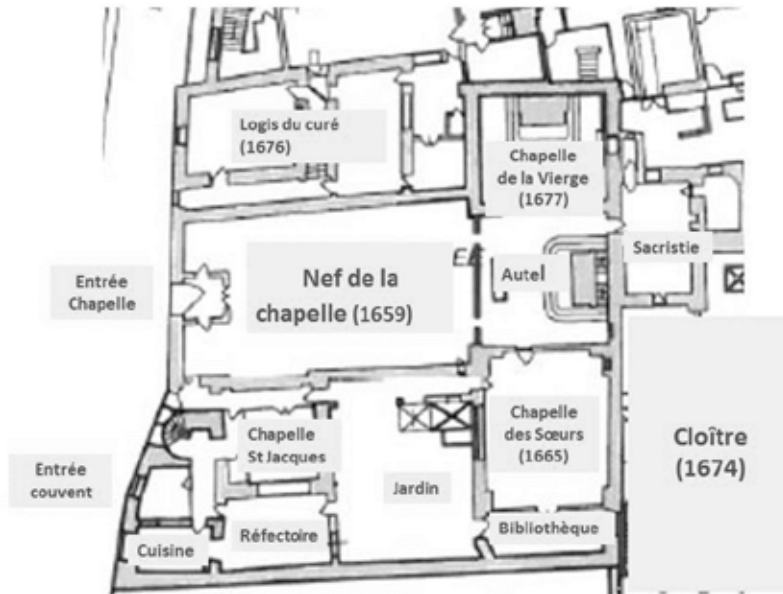 Logis du curé
(1676)
Chapelle
de la Vierge
(1677)
Entrée
Chapelle
Nef de la
chapelle (1659)
Autel
Sacristie
Chapelle
St Jacques
Chapelle
des Sœurs
(1665)
Cloître
(1674)
Entrée
couvent
Jardin
Cuisine
Réfectoire
Bibliothèque